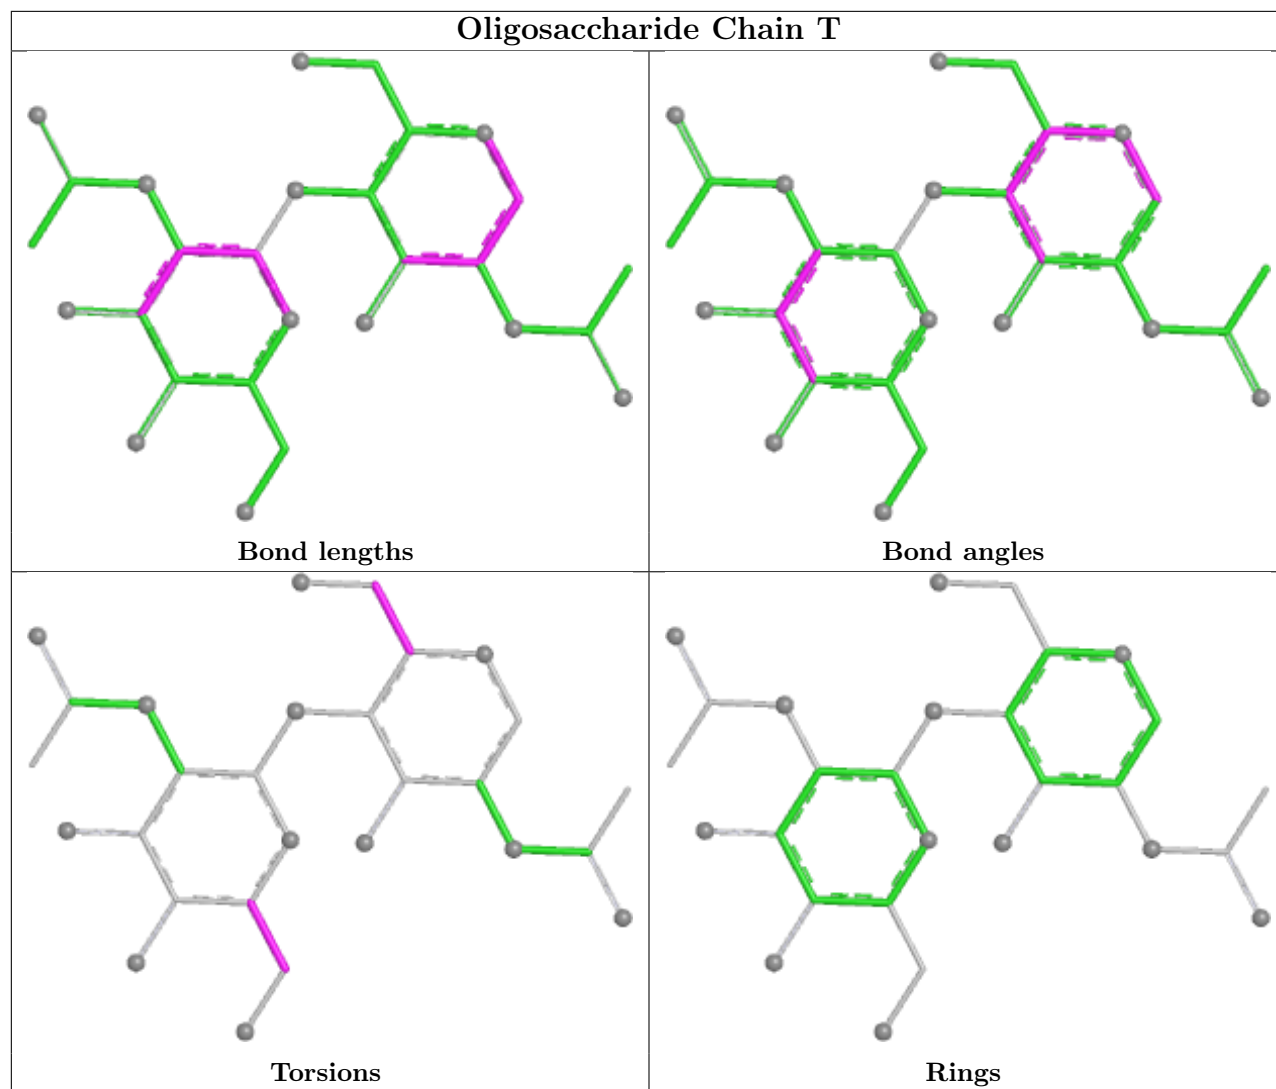 Oligosaccharide Chain T
Bond lengths
Bond angles
Torsions
Rings